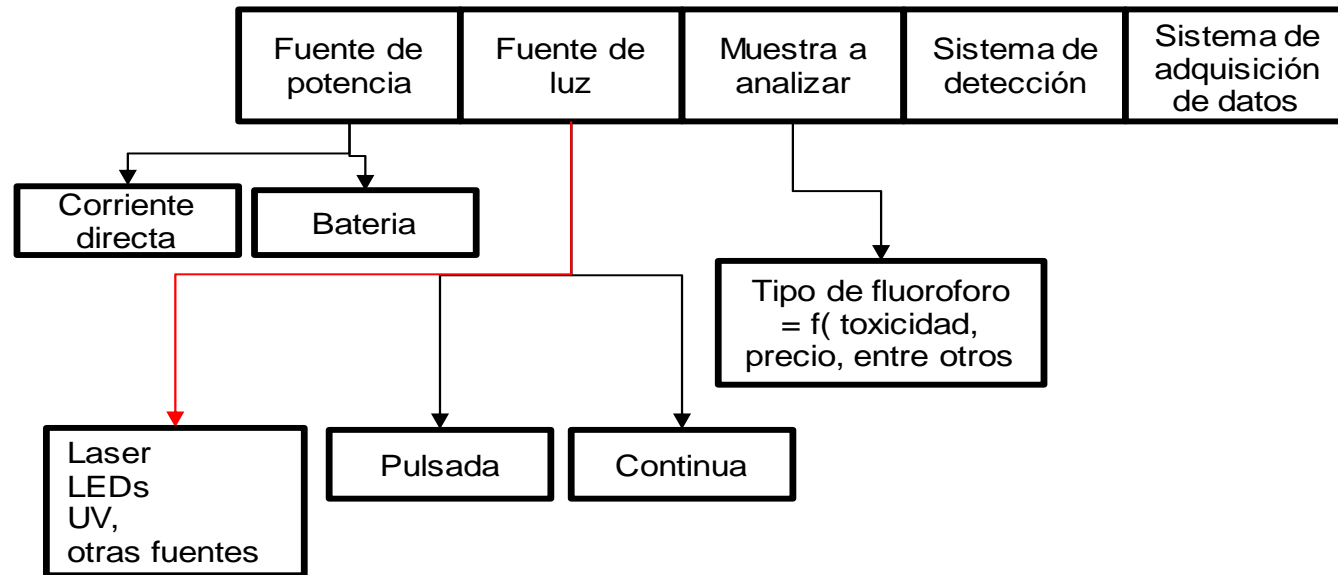 Fuente de
potencia
Fuente de
luz
Muestra a
analizar
Sistema de
detección
Sistema de
adquisición
de datos
Corriente
directa
Bateria
Tipo de fluoroforo
= f( toxicidad,
precio, entre otros
Laser
LEDs
UV,
otras fuentes
Pulsada
Continua